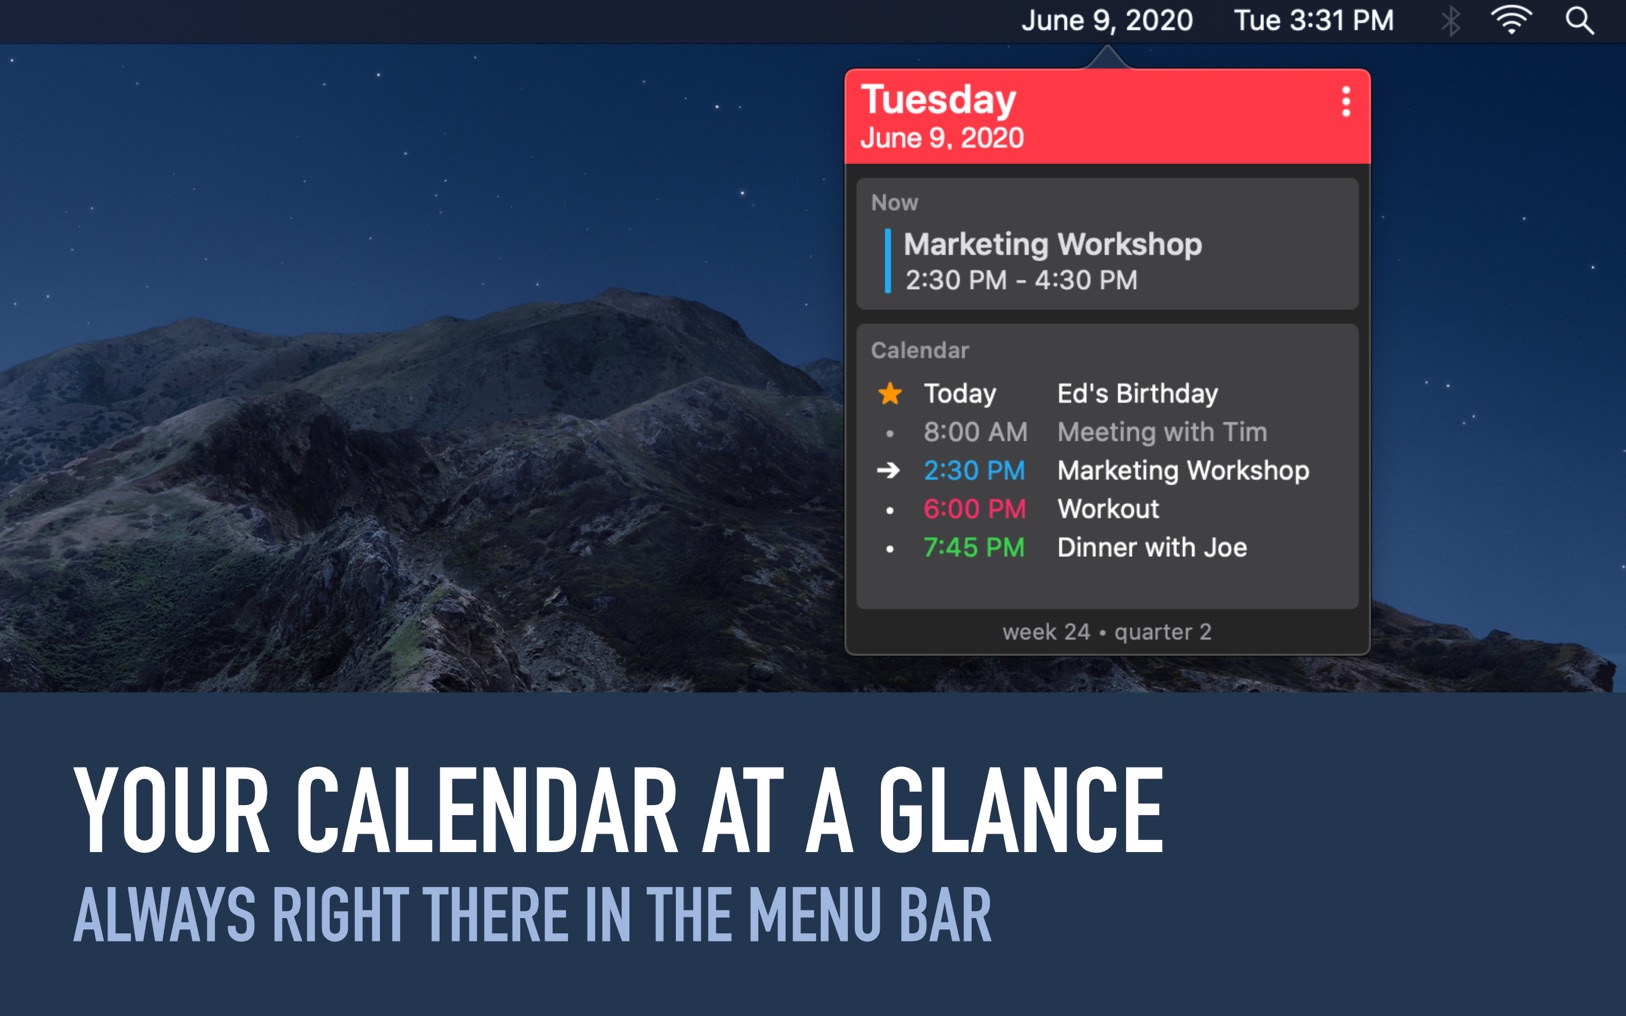 June 9, 2020 Tue 3:31 PM
Tuesday
June 9, 2020
Now
Marketing Workshop
2:30 PM - 4:30 PM
Calendar
Today Ed's Birthday
8:00 AM Meeting with Tim
2:30 PM Marketing Workshop
6:00 PM Workout
7:45 PM Dinner with Joe
week 24 • quarter 2
YOUR CALENDAR AT A GLANCE
ALWAYS RIGHT THERE IN THE MENU BAR